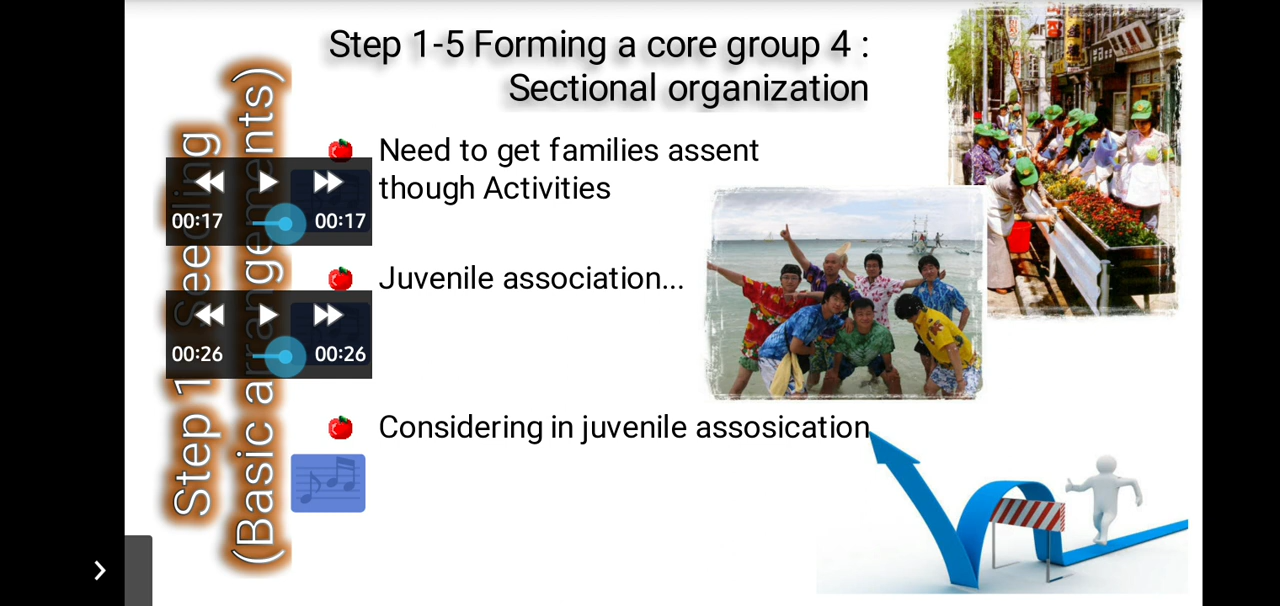 Step 1-5 Forming a core group 4 :
Sectional organization
Step 1 Seedling
(Basic arrangements)
Need to get families assent
though Activities
Juvenile association...
Considering in juvenile assosication
00:17 00:17
00:26 00:26